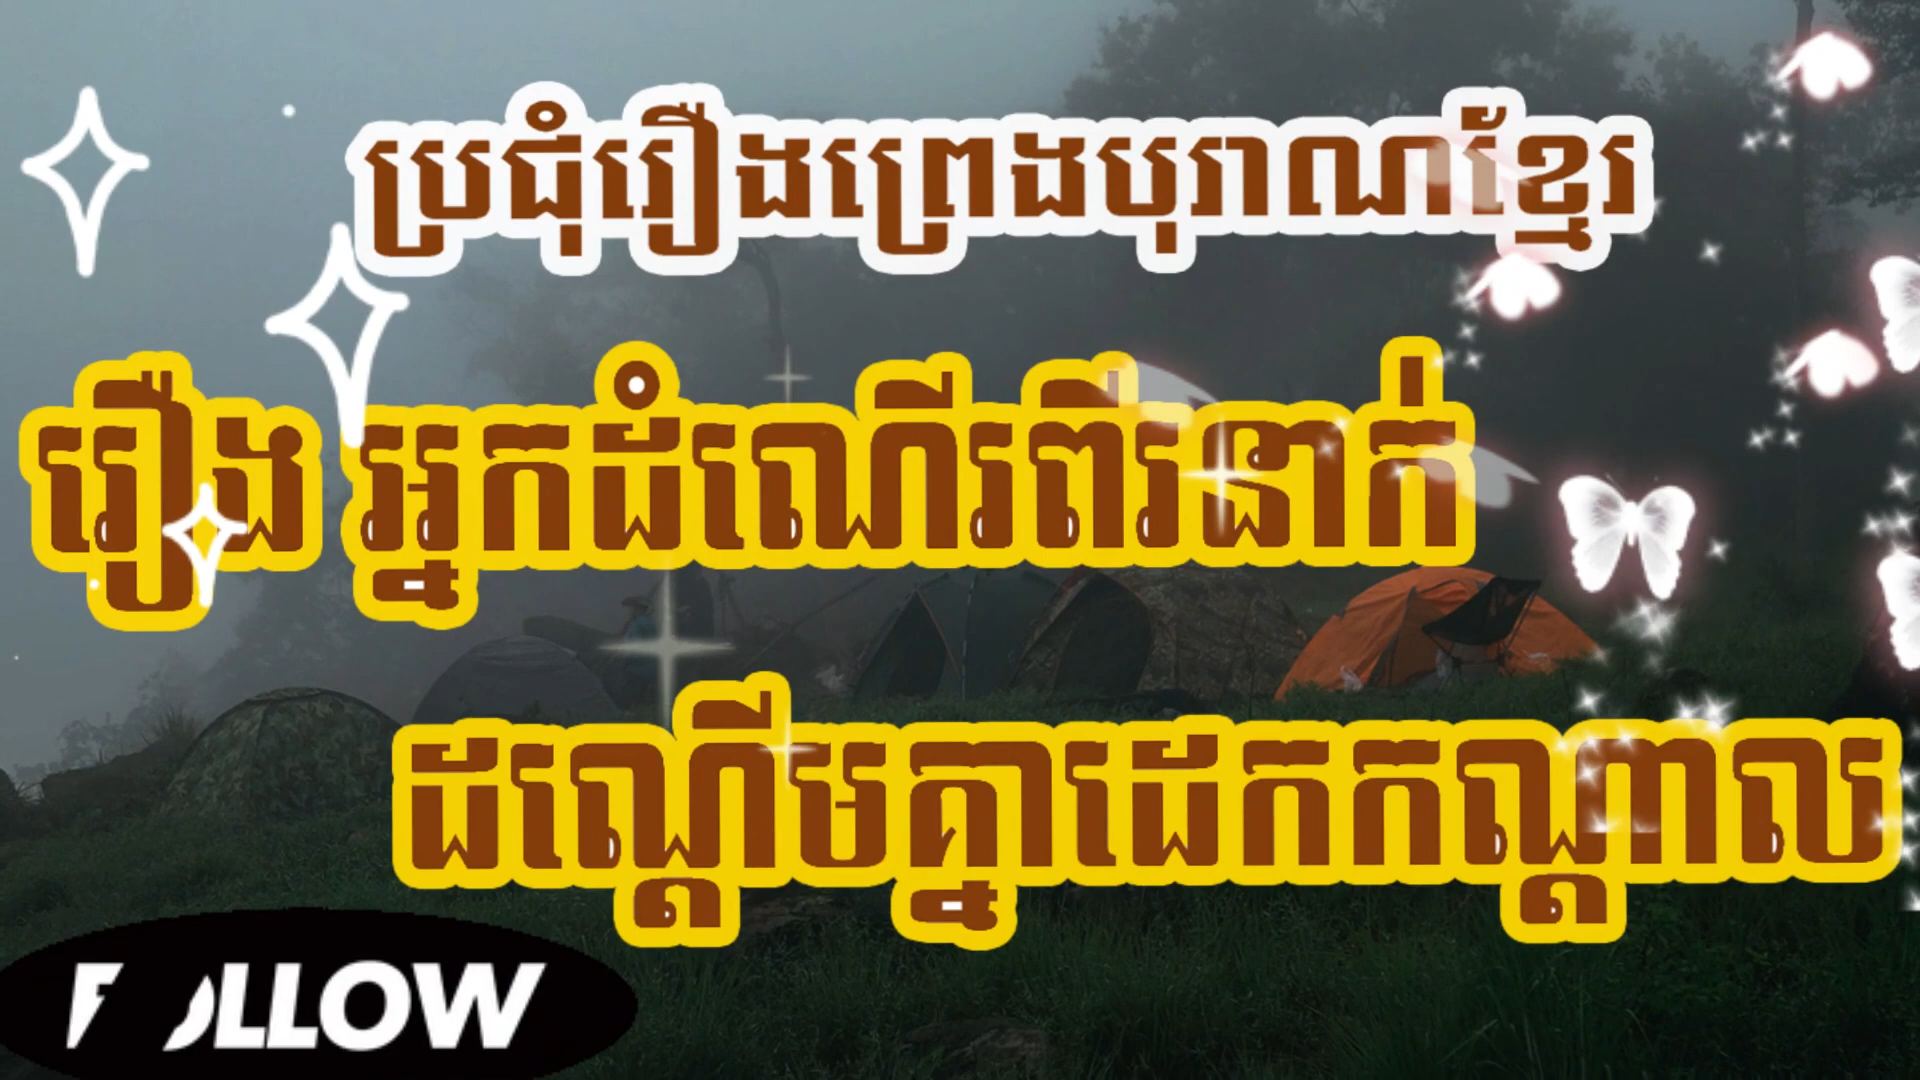 ប្រជុំរឿងព្រេងបុរាណខ្មែរ
រឿង អ្នកដំណើរពីរនាក់
ដណ្ដើមគ្នាដេកកណ្ដាល
FOLLOW